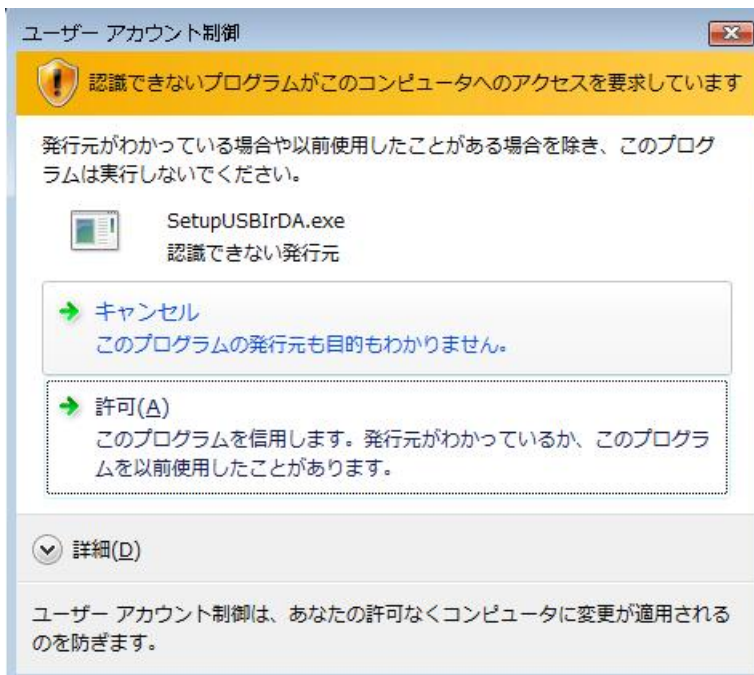 ユーザー アカウント制御
認識できないプログラムがこのコンピュータへのアクセスを要求しています
発行元がわかっている場合や以前使用したことがある場合を除き、このプログ
ラムは実行しないでください。
SetupUSBIrDA.exe
認識できない発行元
キャンセル
このプログラムの発行元も目的もわかりません。
許可(A)
このプログラムを信用します。発行元がわかっているか、このプログラ
ムを以前使用したことがあります。
詳細(D)
ユーザー アカウント制御は、あなたの許可なくコンピュータに変更が適用される
のを防ぎます。